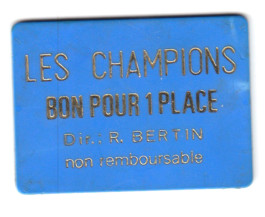 LES CHAMPIONS
BON POUR 1 PLACE
Dir. R. BERTIN
non remboursable